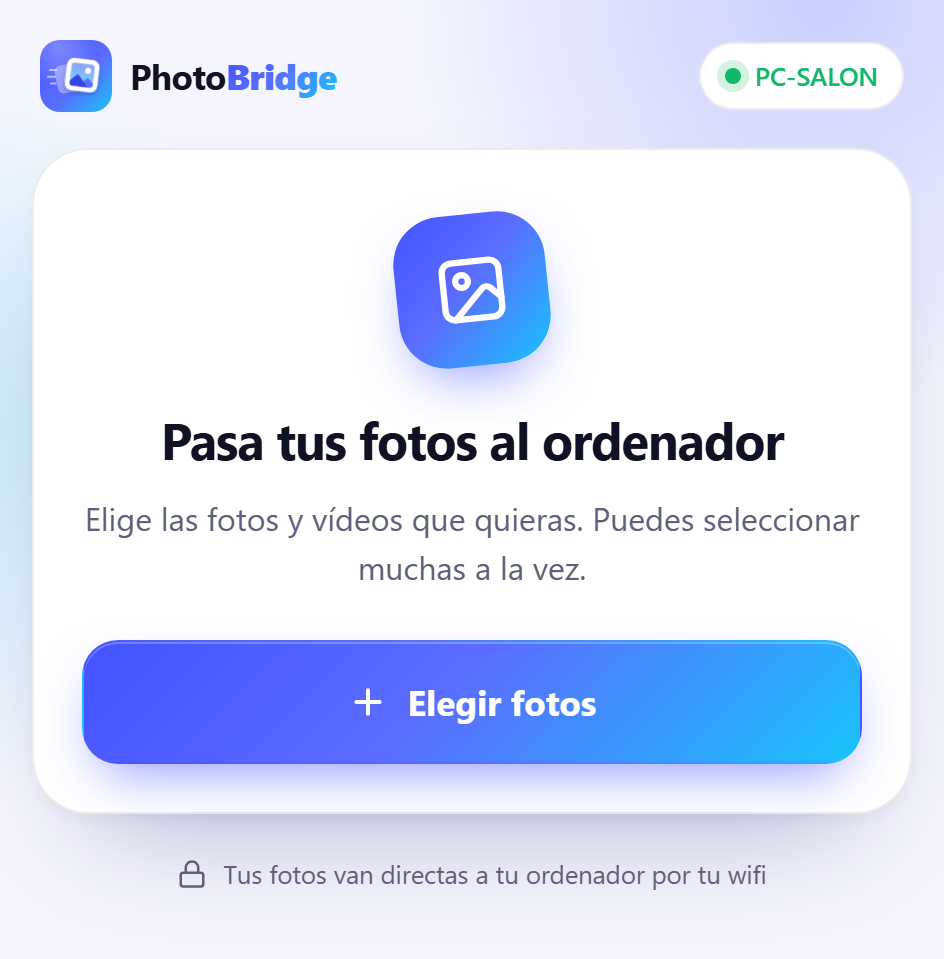 PhotoBridge
PC-SALON
Pasa tus fotos al ordenador
Elige las fotos y vídeos que quieras. Puedes seleccionar
muchas a la vez.
+ Elegir fotos
Tus fotos van directas a tu ordenador por tu wifi